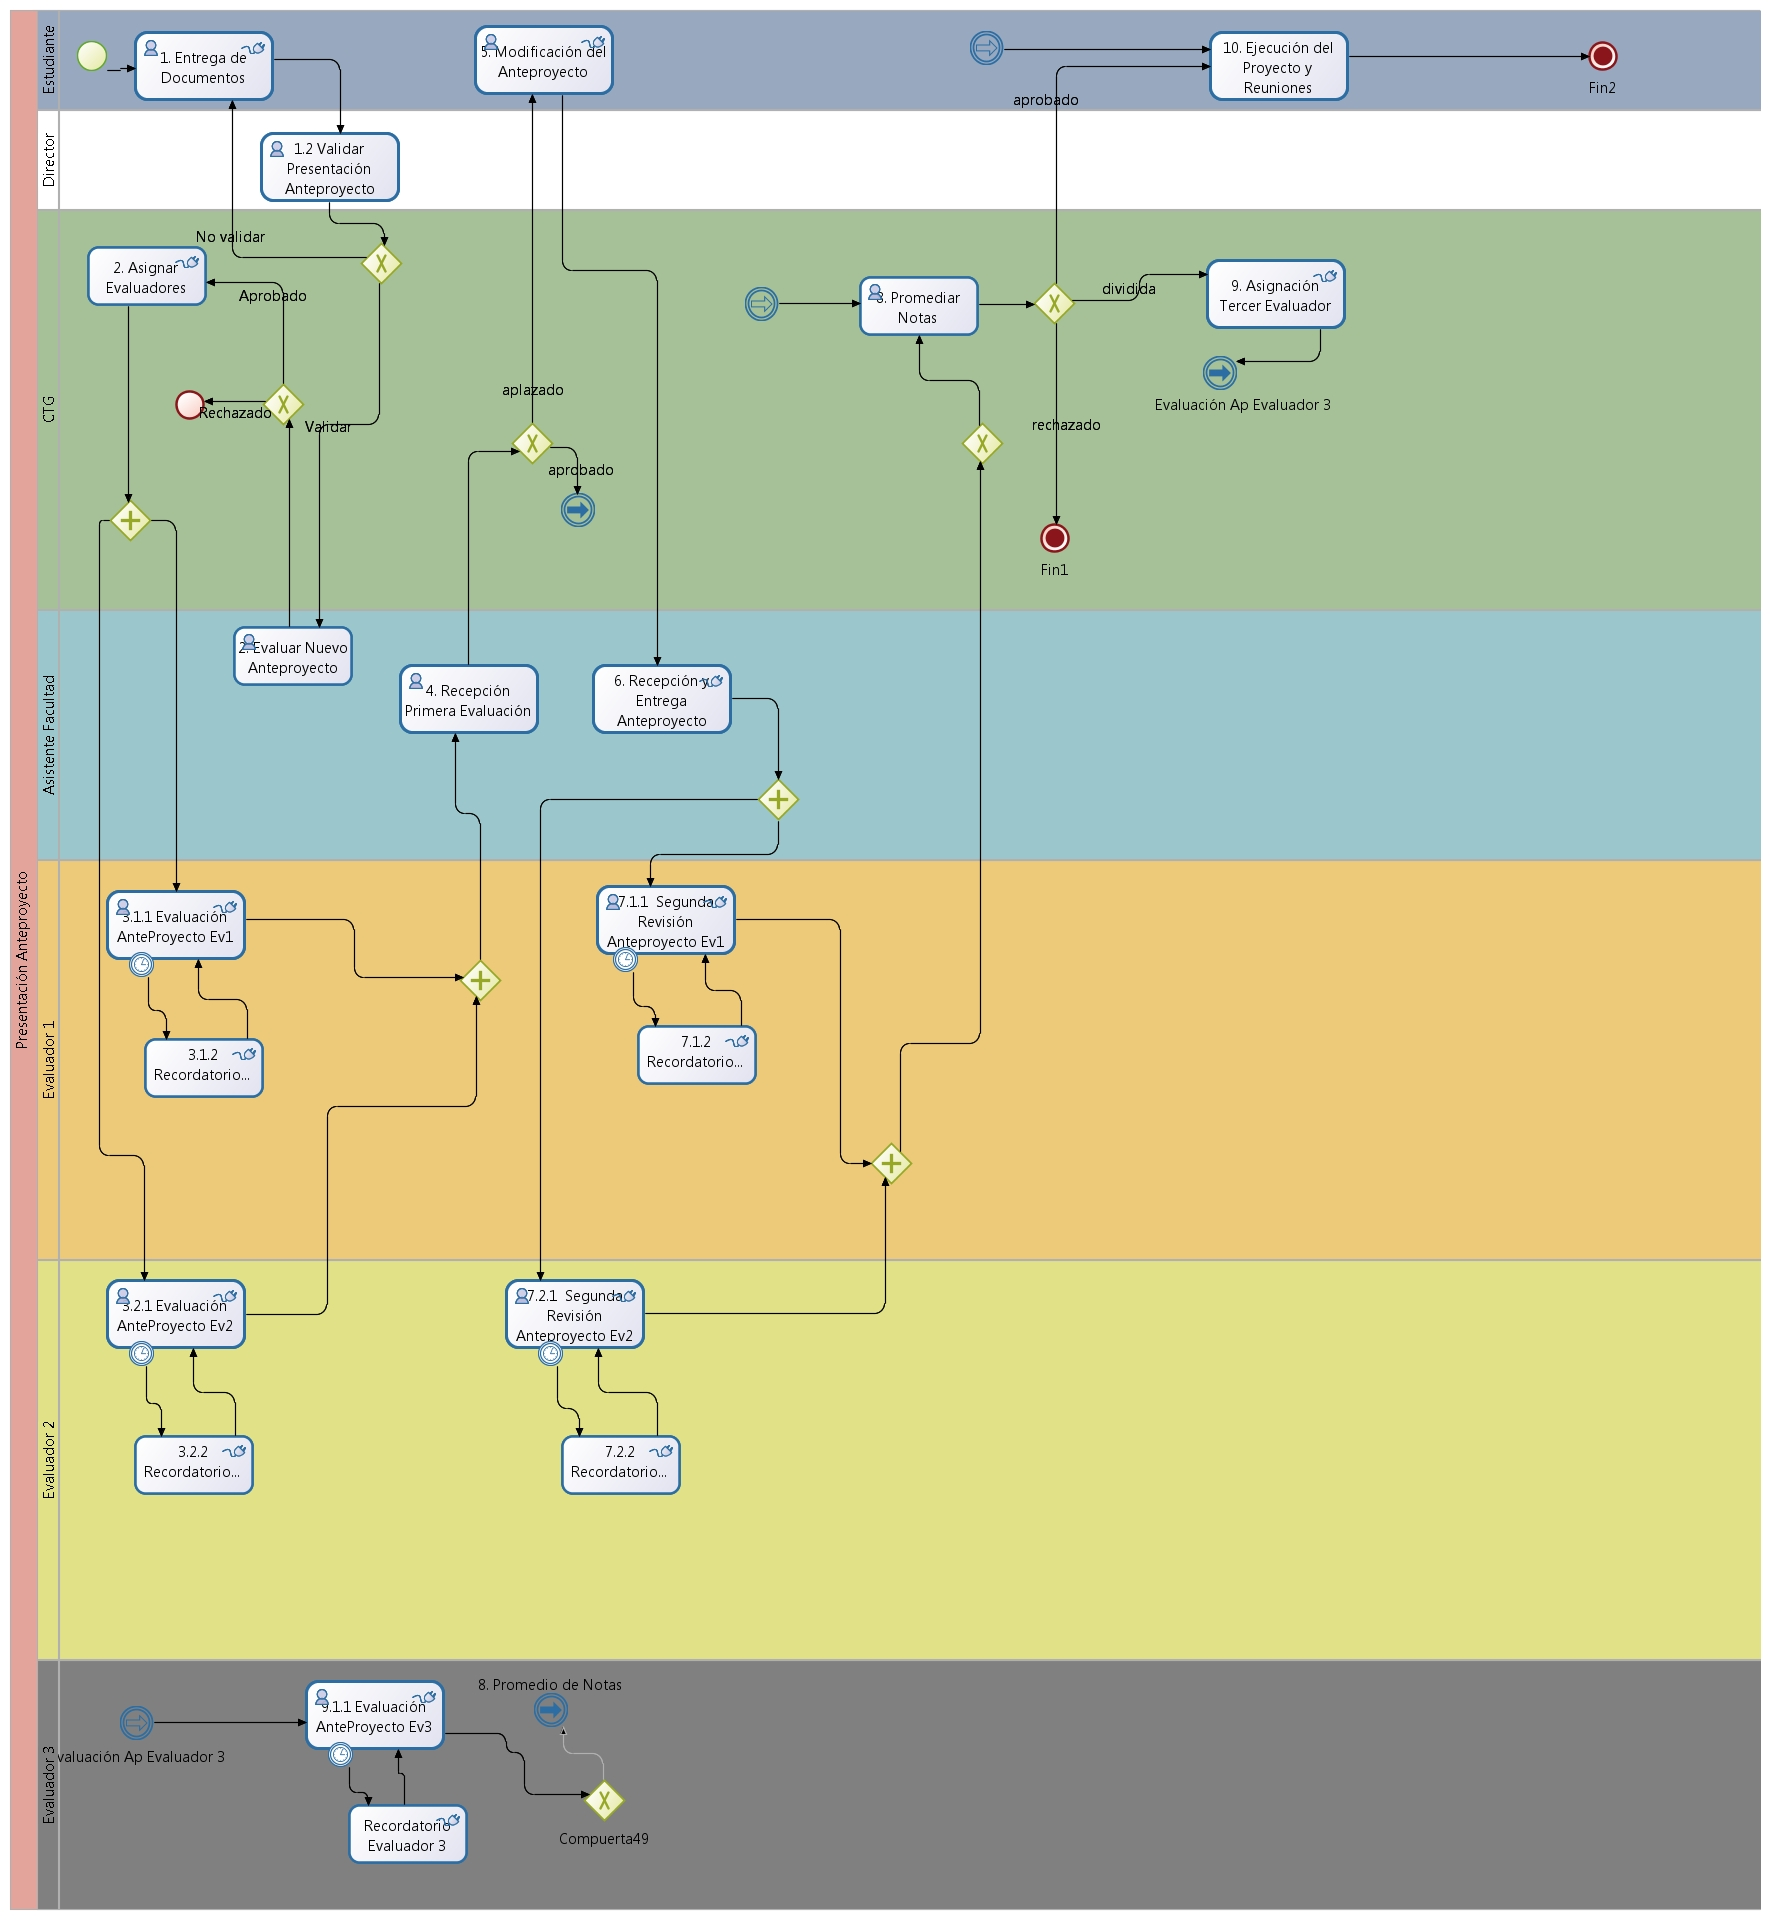 Presentación Anteproyecto
Estudiante
1. Entrega de
Documentos
5. Modificación del
Anteproyecto
10. Ejecución del
Proyecto y
Reuniones
Fin2
aprobado
Director
1.2 Validar
Presentación
Anteproyecto
CTG
No validar
2. Asignar
Evaluadores
Aprobado
Rechazado
Validar
aplazado
aprobado
8. Promediar
Notas
dividida
9. Asignación
Tercer Evaluador
Evaluación Ap Evaluador 3
rechazado
Fin1
Asistente Facultad
2. Evaluar Nuevo
Anteproyecto
4. Recepción
Primera Evaluación
6. Recepción y
Entrega
Anteproyecto
Evaluador 1
3.1.1 Evaluación
AnteProyecto Ev1
3.1.2
Recordatorio...
7.1.1 Segunda
Revisión
Anteproyecto Ev1
7.1.2
Recordatorio...
Evaluador 2
3.2.1 Evaluación
AnteProyecto Ev2
3.2.2
Recordatorio...
7.2.1 Segunda
Revisión
Anteproyecto Ev2
7.2.2
Recordatorio...
Evaluador 3
valuación Ap Evaluador 3
9.1.1 Evaluación
AnteProyecto Ev3
Recordatorio
Evaluador 3
8. Promedio de Notas
Compuerta49